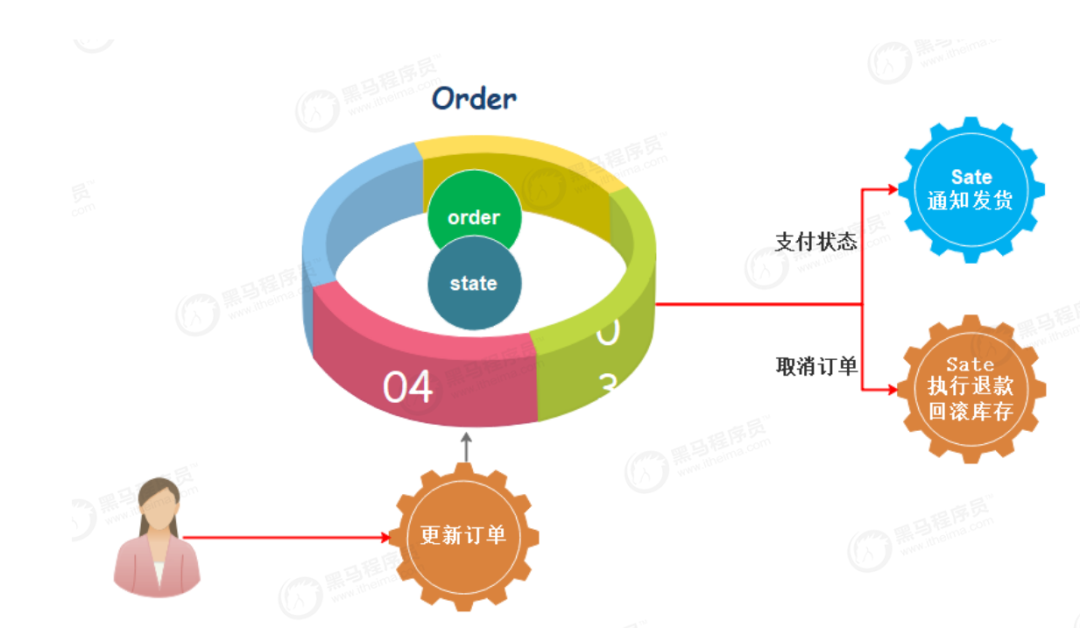 Order
order
state
04
0
3
支付状态
取消订单
Sate
通知发货
Sate
执行退款
回滚库存
更新订单
黑马程序员
www.itheima.com